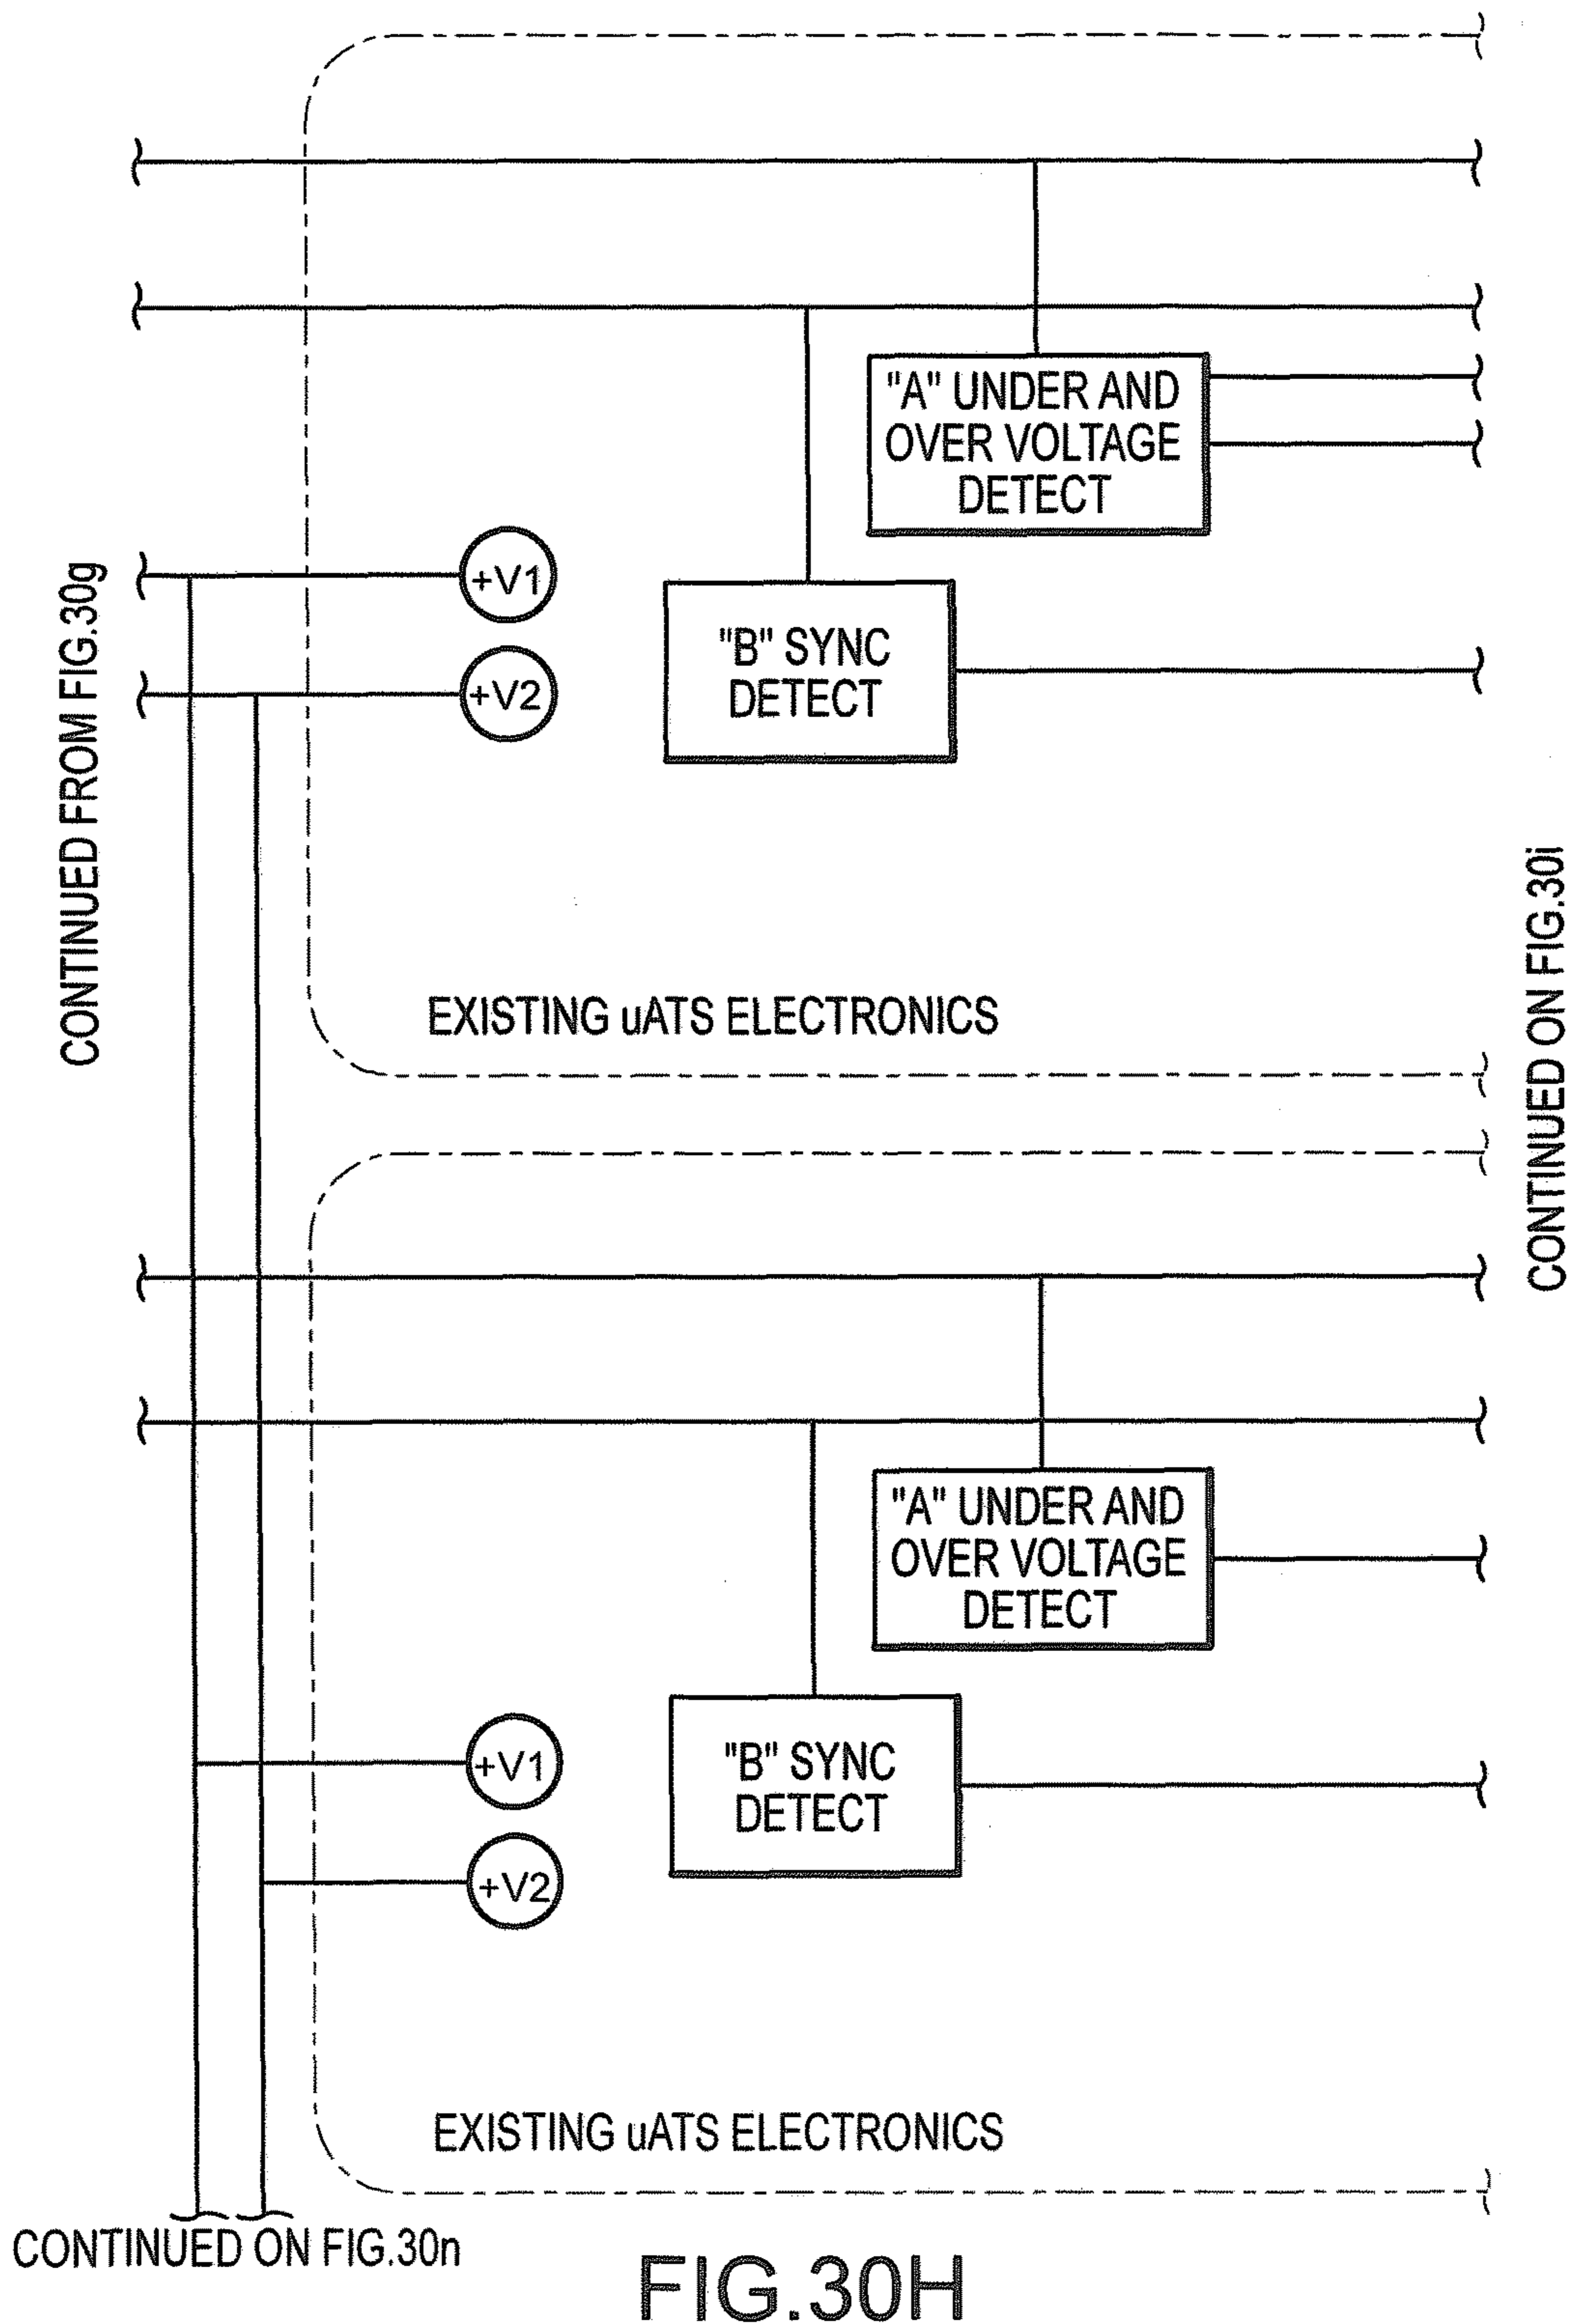 "A" UNDER AND
OVER VOLTAGE
DETECT
+V1
+V2
"B" SYNC
DETECT
CONTINUED FROM FIG.30g
EXISTING uATS ELECTRONICS
CONTINUED ON FIG.30i
"A" UNDER AND
OVER VOLTAGE
DETECT
+V1
+V2
"B" SYNC
DETECT
EXISTING uATS ELECTRONICS
CONTINUED ON FIG.30n
FIG.30H